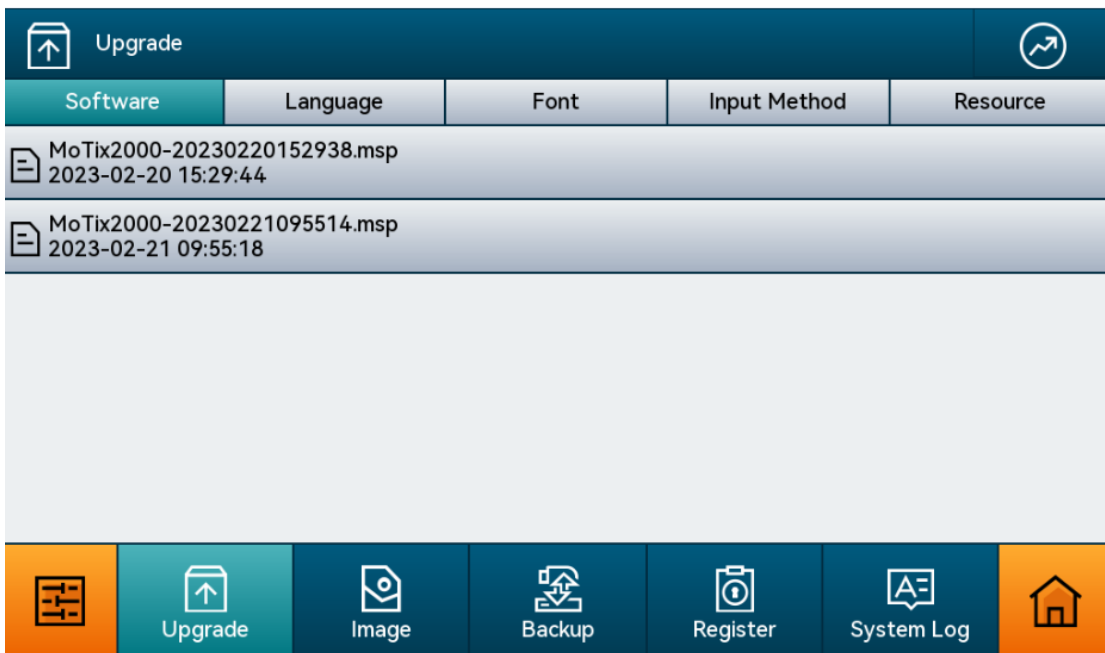 Upgrade
Software Language Font Input Method Resource
MoTix2000-20230220152938.msp
2023-02-20 15:29:44
MoTix2000-20230221095514.msp
2023-02-21 09:55:18
Upgrade Image Backup Register System Log